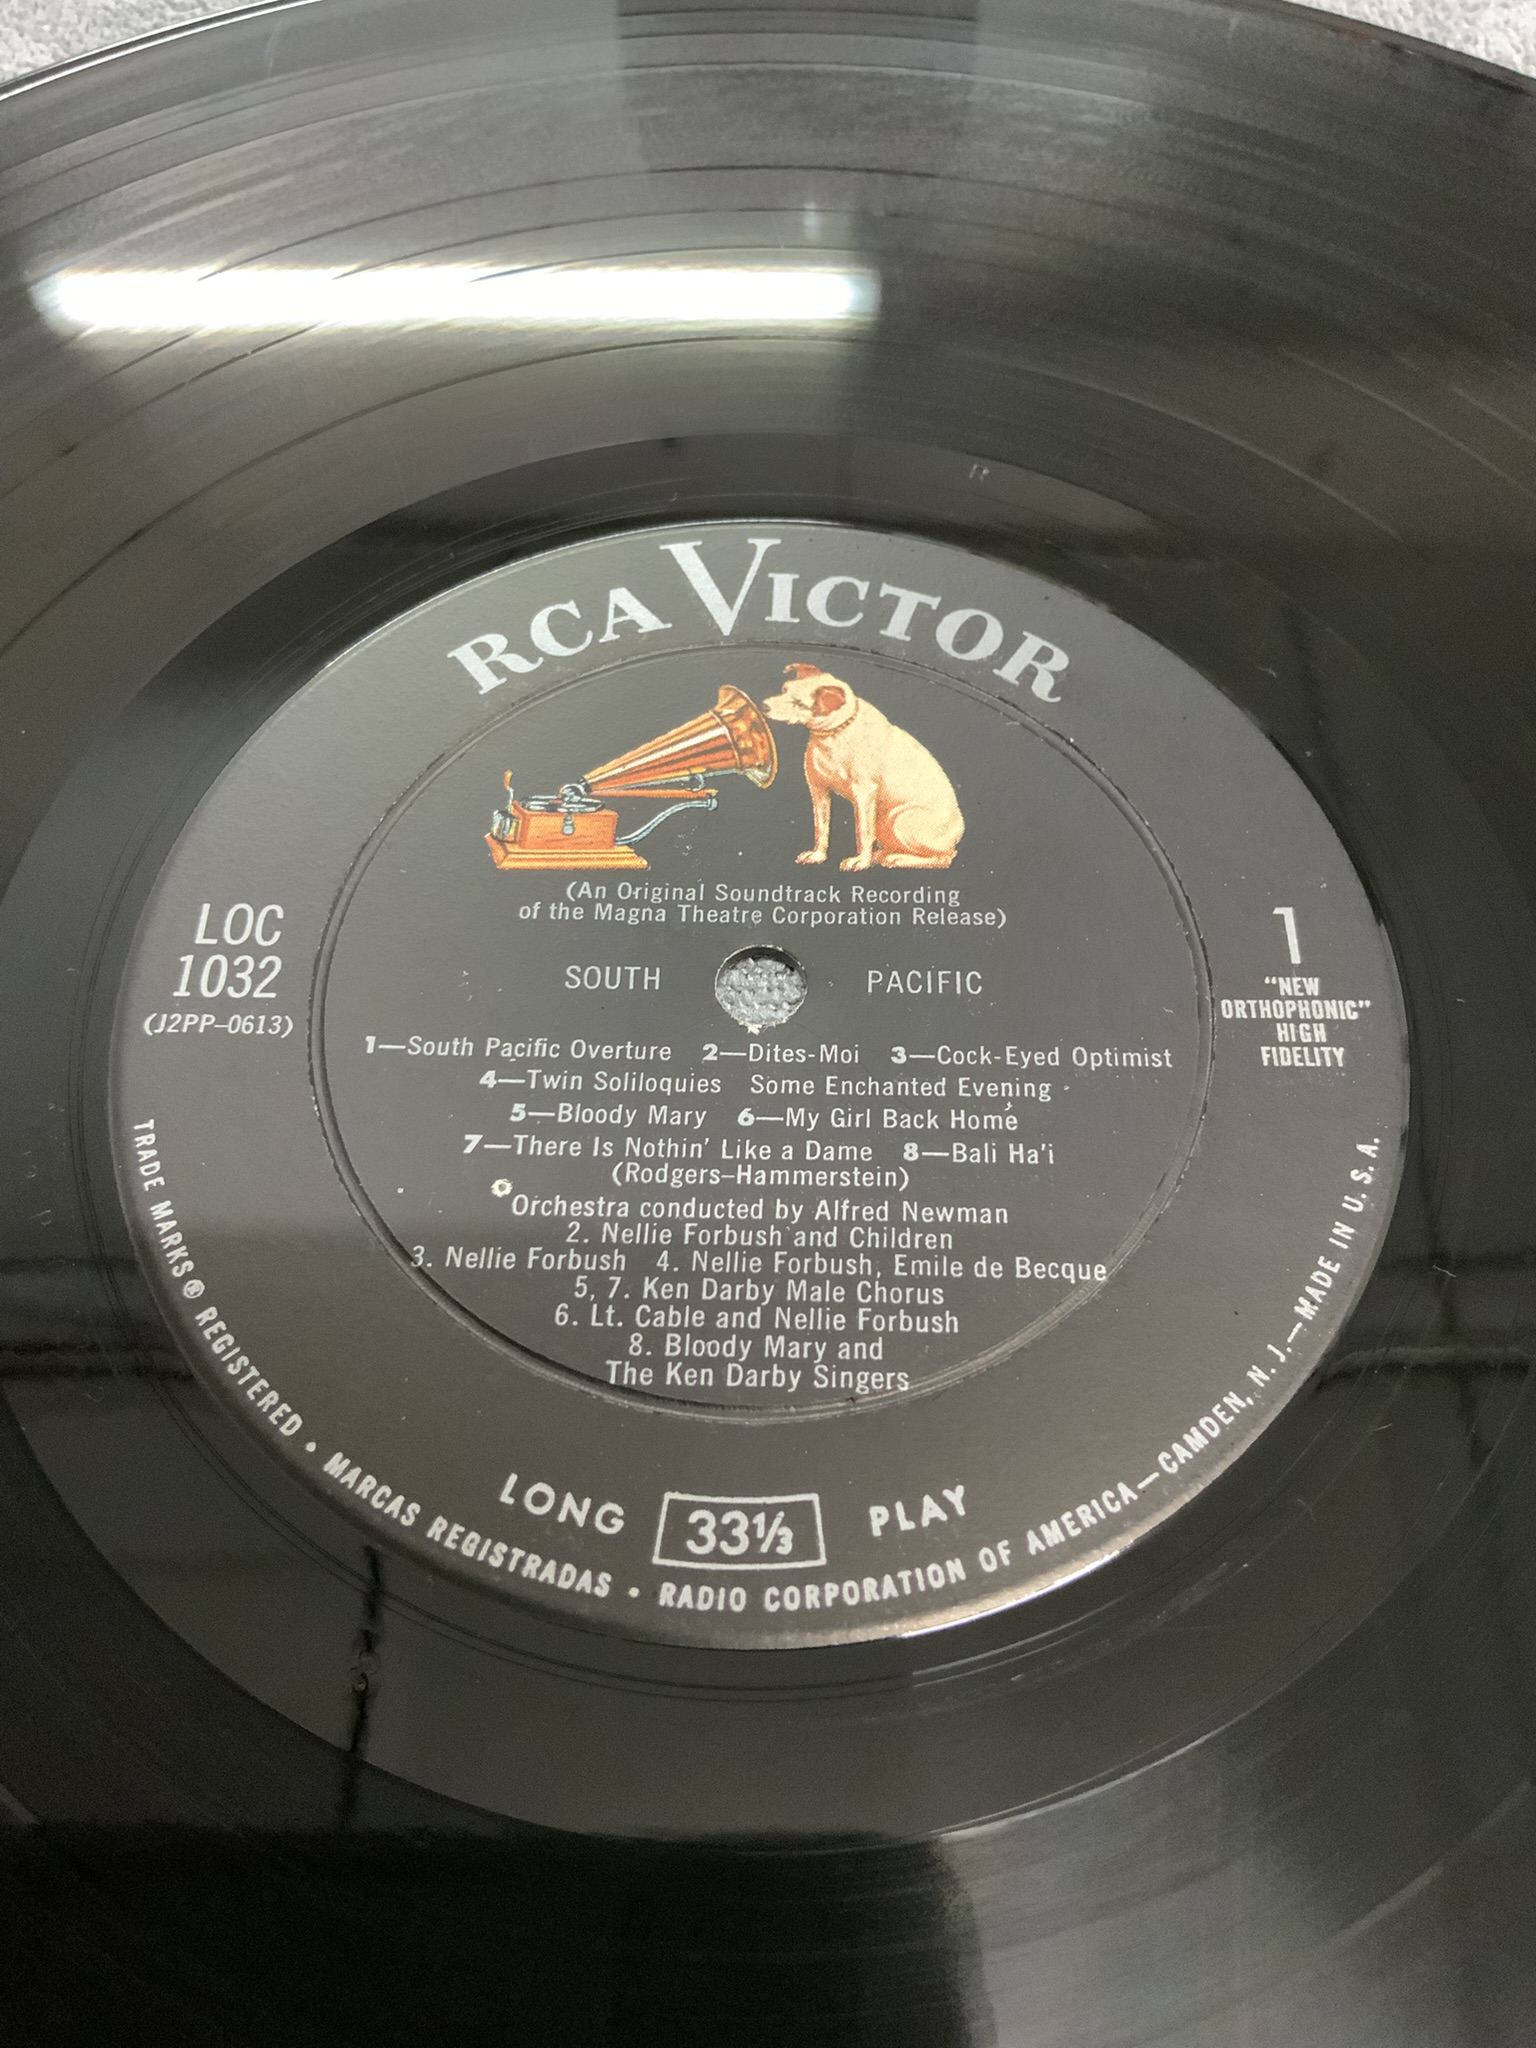 RCA VICTOR
(An Original Soundtrack Recording
of the Magna Theatre Corporation Release)
LOC
1032
(J2PP-0613)
SOUTH PACIFIC
1
"NEW
ORTHOPHONIC"
HIGH
FIDELITY
1—South Pacific Overture 2—Dites-Moi 3—Cock-Eyed Optimist
4—Twin Soliloquies Some Enchanted Evening
5—Bloody Mary 6—My Girl Back Home
7—There Is Nothin' Like a Dame 8—Bali Ha'i
(Rodgers-Hammerstein)
Orchestra conducted by Alfred Newman
2. Nellie Forbush and Children
3. Nellie Forbush 4. Nellie Forbush, Emile de Becque
5, 7. Ken Darby Male Chorus
6. Lt. Cable and Nellie Forbush
8. Bloody Mary and
The Ken Darby Singers
LONG 33⅓ PLAY
TRADE MARKS® REGISTERED • MARCAS REGISTRADAS • RADIO CORPORATION OF AMERICA—CAMDEN, N. J.—MADE IN U. S. A.